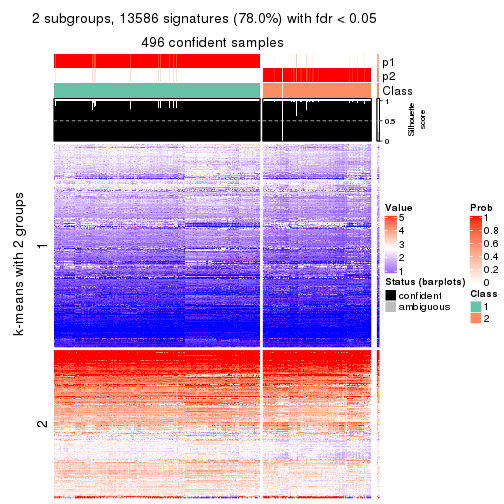 2 subgroups, 13586 signatures (78.0%) with fdr < 0.05
496 confident samples
p1
p2
Class
1
0.5
0
Silhouette
score
k-means with 2 groups
1
2
Value
5
4
3
2
1
Status (barplots)
confident
ambiguous
Prob
1
0.8
0.6
0.4
0.2
0
Class
1
2